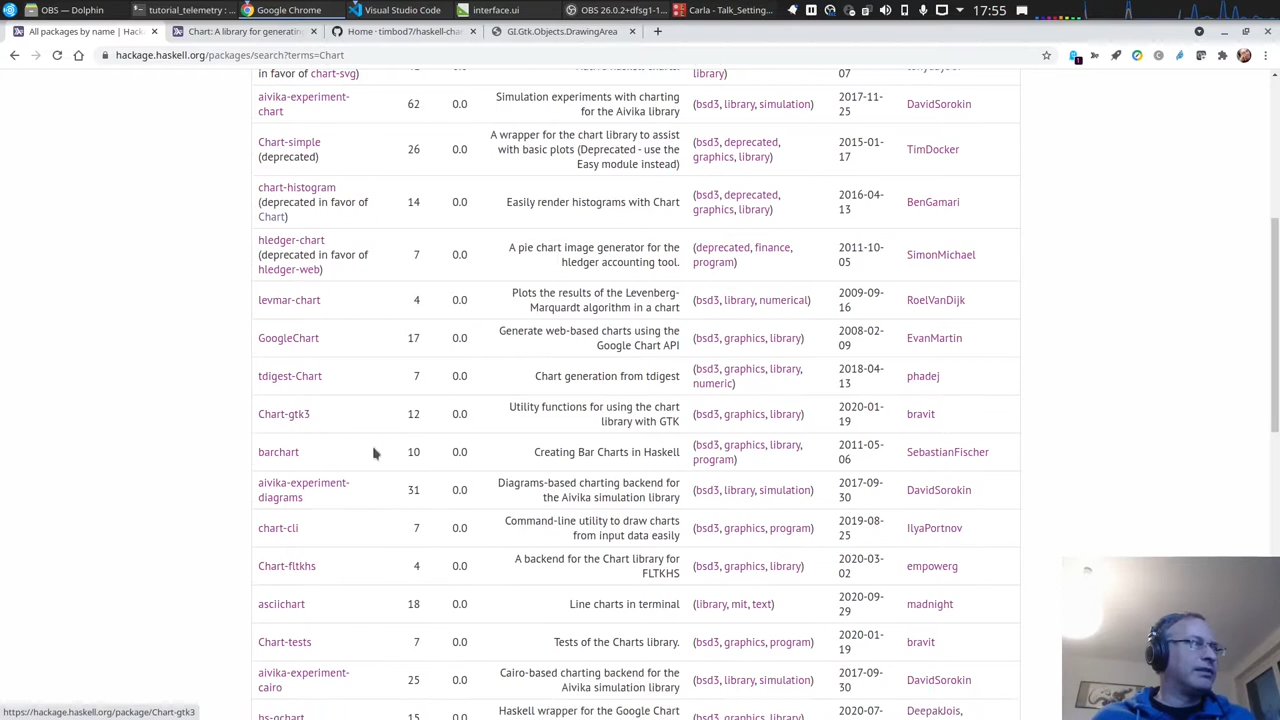 OBS — Dolphin
tutorial_telemetry : ...
Google Chrome
Visual Studio Code
interface.ui
OBS 26.0.2+dfsg1-1...
Carla - Talk_Setting...
17:55
All packages by name | Hack
Chart: A library for generatin
Home · timbod7/haskell-char
GI.Gtk.Objects.DrawingArea
hackage.haskell.org/packages/search?terms=Chart
in favor of chart-svg)
library)
07
aivika-experiment-
chart
62
0.0
Simulation experiments with charting
for the Aivika library
(bsd3, library, simulation)
2017-11-
25
DavidSorokin
Chart-simple
(deprecated)
26
0.0
A wrapper for the chart library to assist
with basic plots (Deprecated - use the
Easy module instead)
(bsd3, deprecated,
graphics, library)
2015-01-
17
TimDocker
chart-histogram
(deprecated in favor of
Chart)
14
0.0
Easily render histograms with Chart
(bsd3, deprecated,
graphics, library)
2016-04-
13
BenGamari
hledger-chart
(deprecated in favor of
hledger-web)
7
0.0
A pie chart image generator for the
hledger accounting tool.
(deprecated, finance,
program)
2011-10-
05
SimonMichael
levmar-chart
4
0.0
Plots the results of the Levenberg-
Marquardt algorithm in a chart
(bsd3, library, numerical)
2009-09-
16
RoelVanDijk
GoogleChart
17
0.0
Generate web-based charts using the
Google Chart API
(bsd3, graphics, library)
2008-02-
09
EvanMartin
tdigest-Chart
7
0.0
Chart generation from tdigest
(bsd3, graphics, library,
numeric)
2018-04-
13
phadej
Chart-gtk3
12
0.0
Utility functions for using the chart
library with GTK
(bsd3, graphics, library)
2020-01-
19
bravit
barchart
10
0.0
Creating Bar Charts in Haskell
(bsd3, graphics, library,
program)
2011-05-
06
SebastianFischer
aivika-experiment-
diagrams
31
0.0
Diagrams-based charting backend for
the Aivika simulation library
(bsd3, library, simulation)
2017-09-
30
DavidSorokin
chart-cli
7
0.0
Command-line utility to draw charts
from input data easily
(bsd3, graphics, program)
2019-08-
25
IlyaPortnov
Chart-fltkhs
4
0.0
A backend for the Chart library for
FLTKHS
(bsd3, graphics, library)
2020-03-
02
empowerg
asciichart
18
0.0
Line charts in terminal
(library, mit, text)
2020-09-
29
madnight
Chart-tests
7
0.0
Tests of the Charts library.
(bsd3, graphics, program)
2020-01-
19
bravit
aivika-experiment-
cairo
25
0.0
Cairo-based charting backend for the
Aivika simulation library
(bsd3, library, simulation)
2017-09-
30
DavidSorokin
hs-gchart
15
0.0
Haskell wrapper for the Google Chart
(bsd3, graphics, library)
2020-07-
DeepakJois,
https://hackage.haskell.org/package/Chart-gtk3